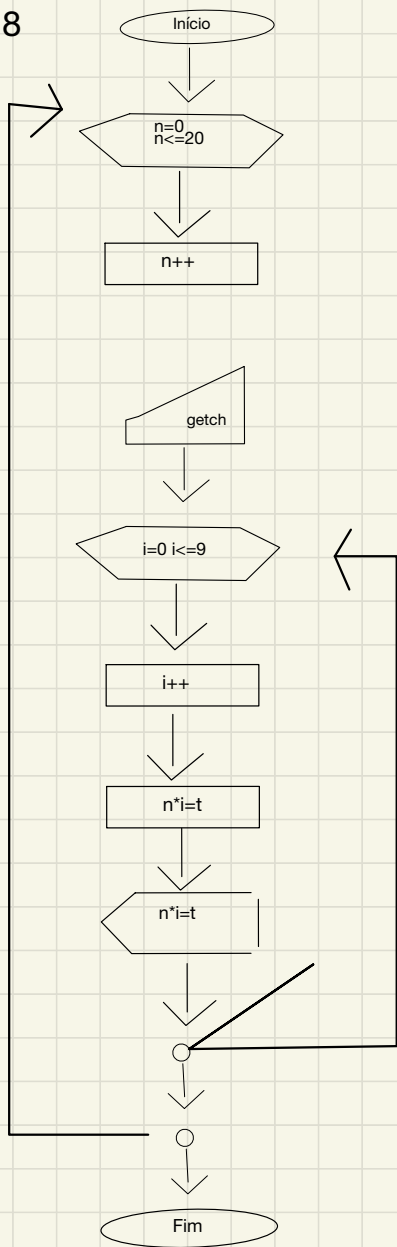 8
Início
n=0
n<=20
n++
getch
i=0 i<=9
i++
n*i=t
n*i=t
Fim